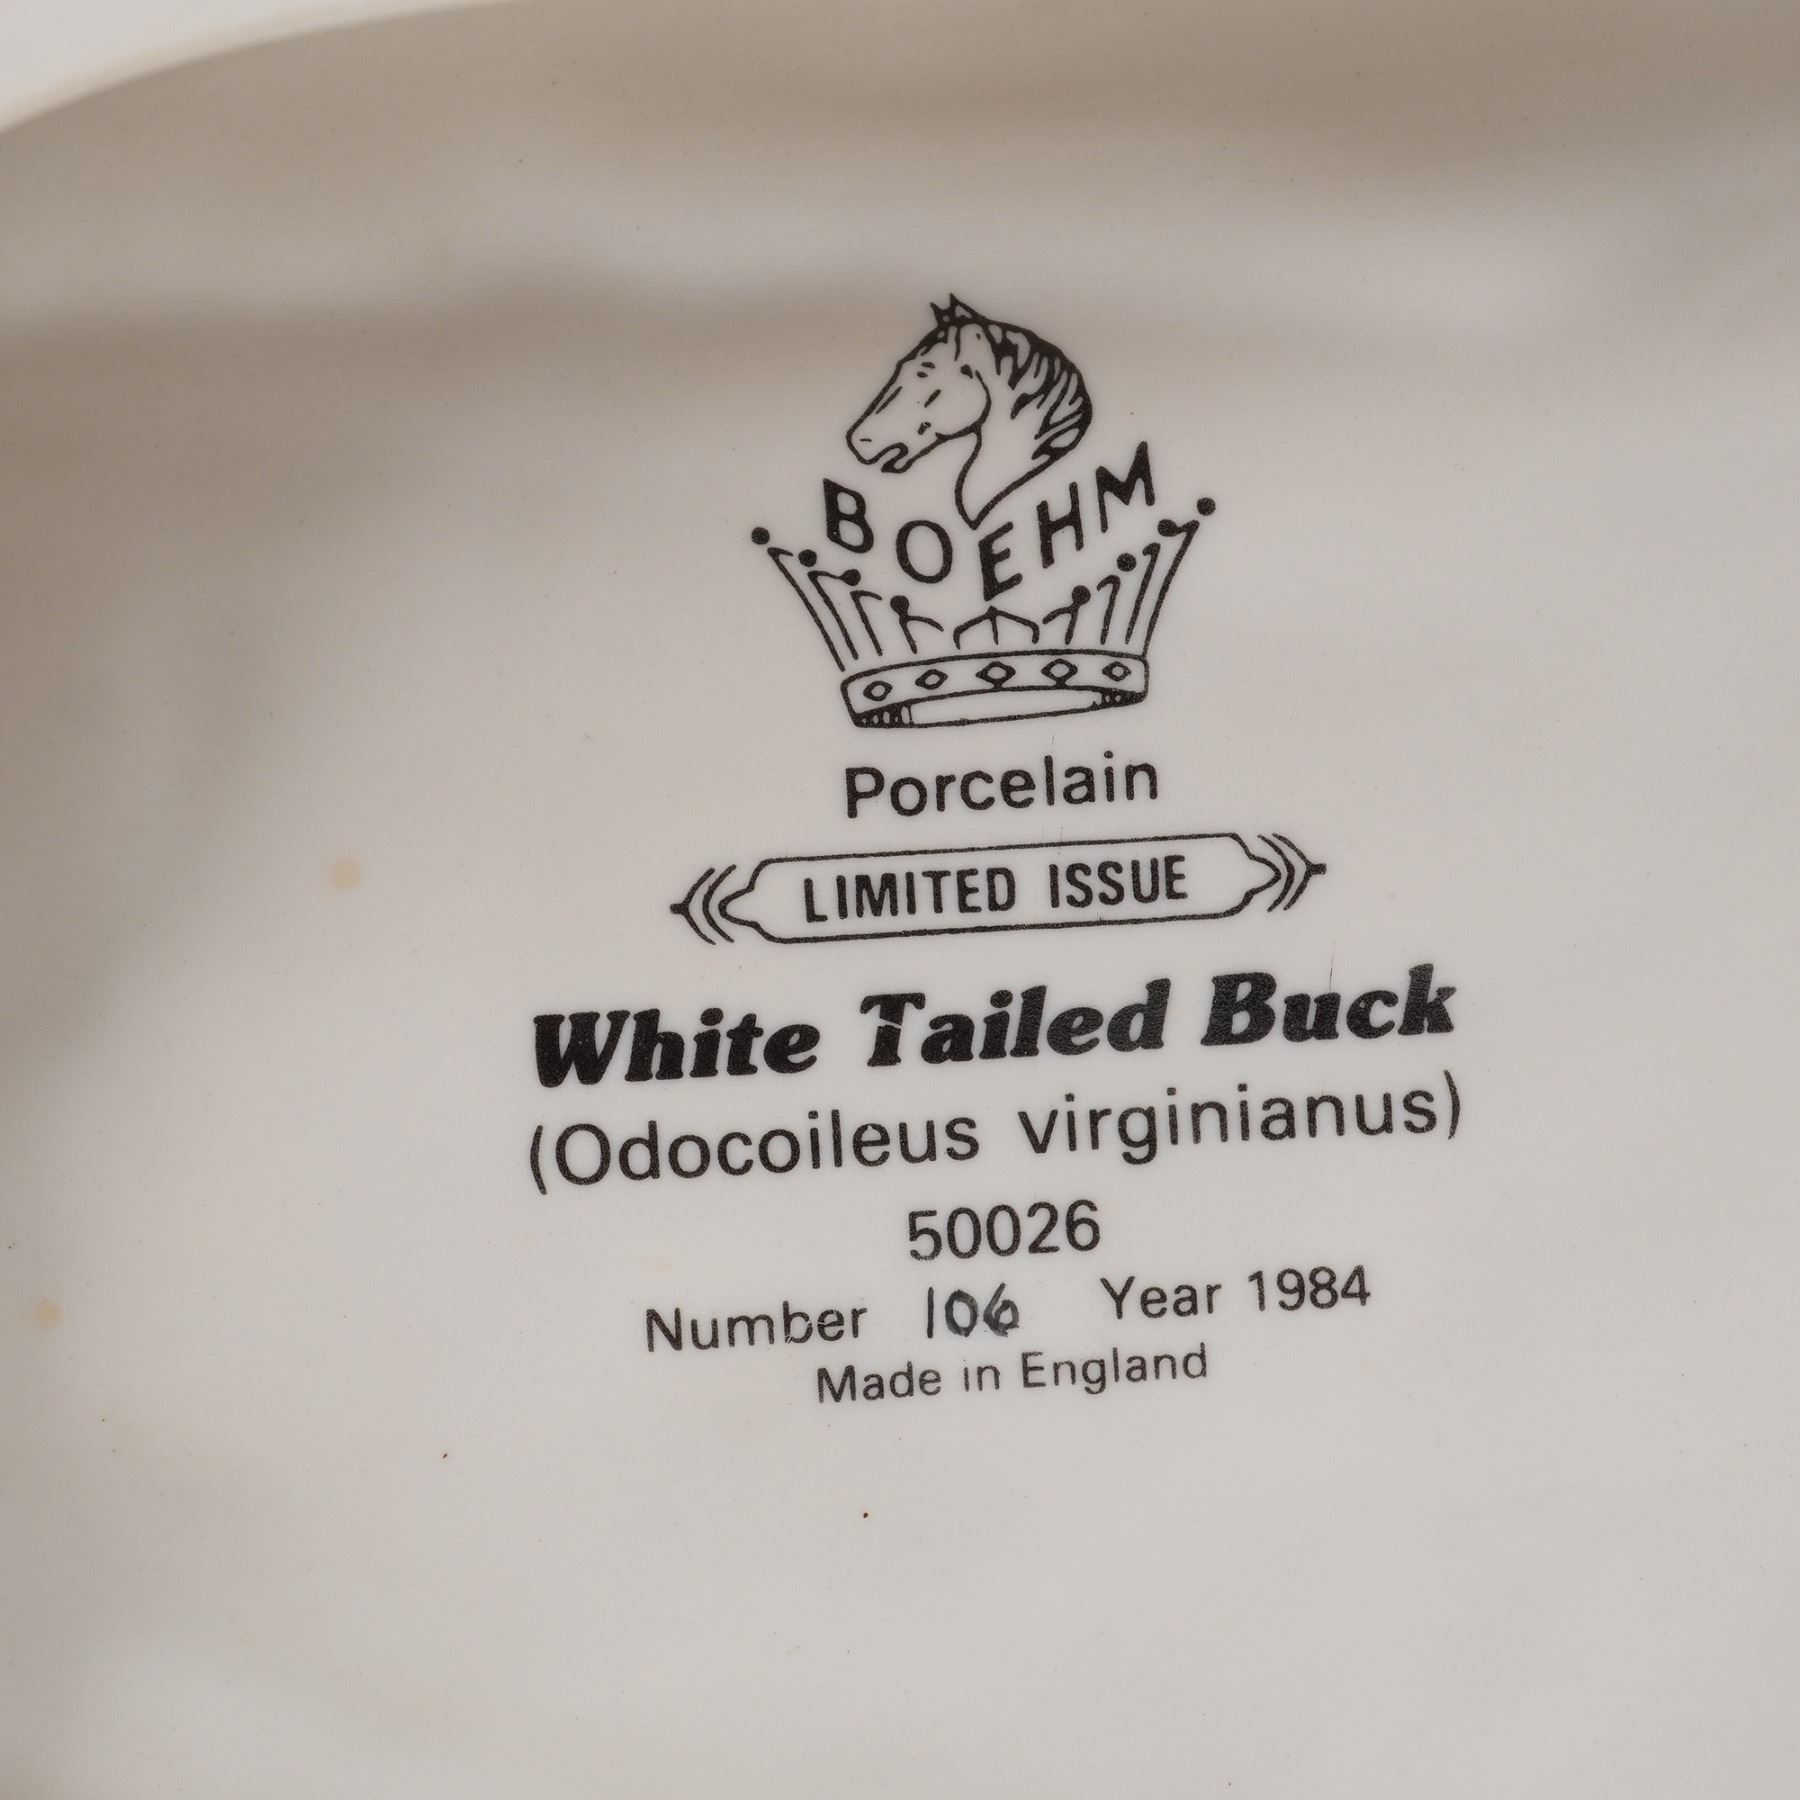 BOEHM
Porcelain
LIMITED ISSUE
White Tailed Buck
(Odocoileus virginianus)
50026
Number 106 Year 1984
Made in England